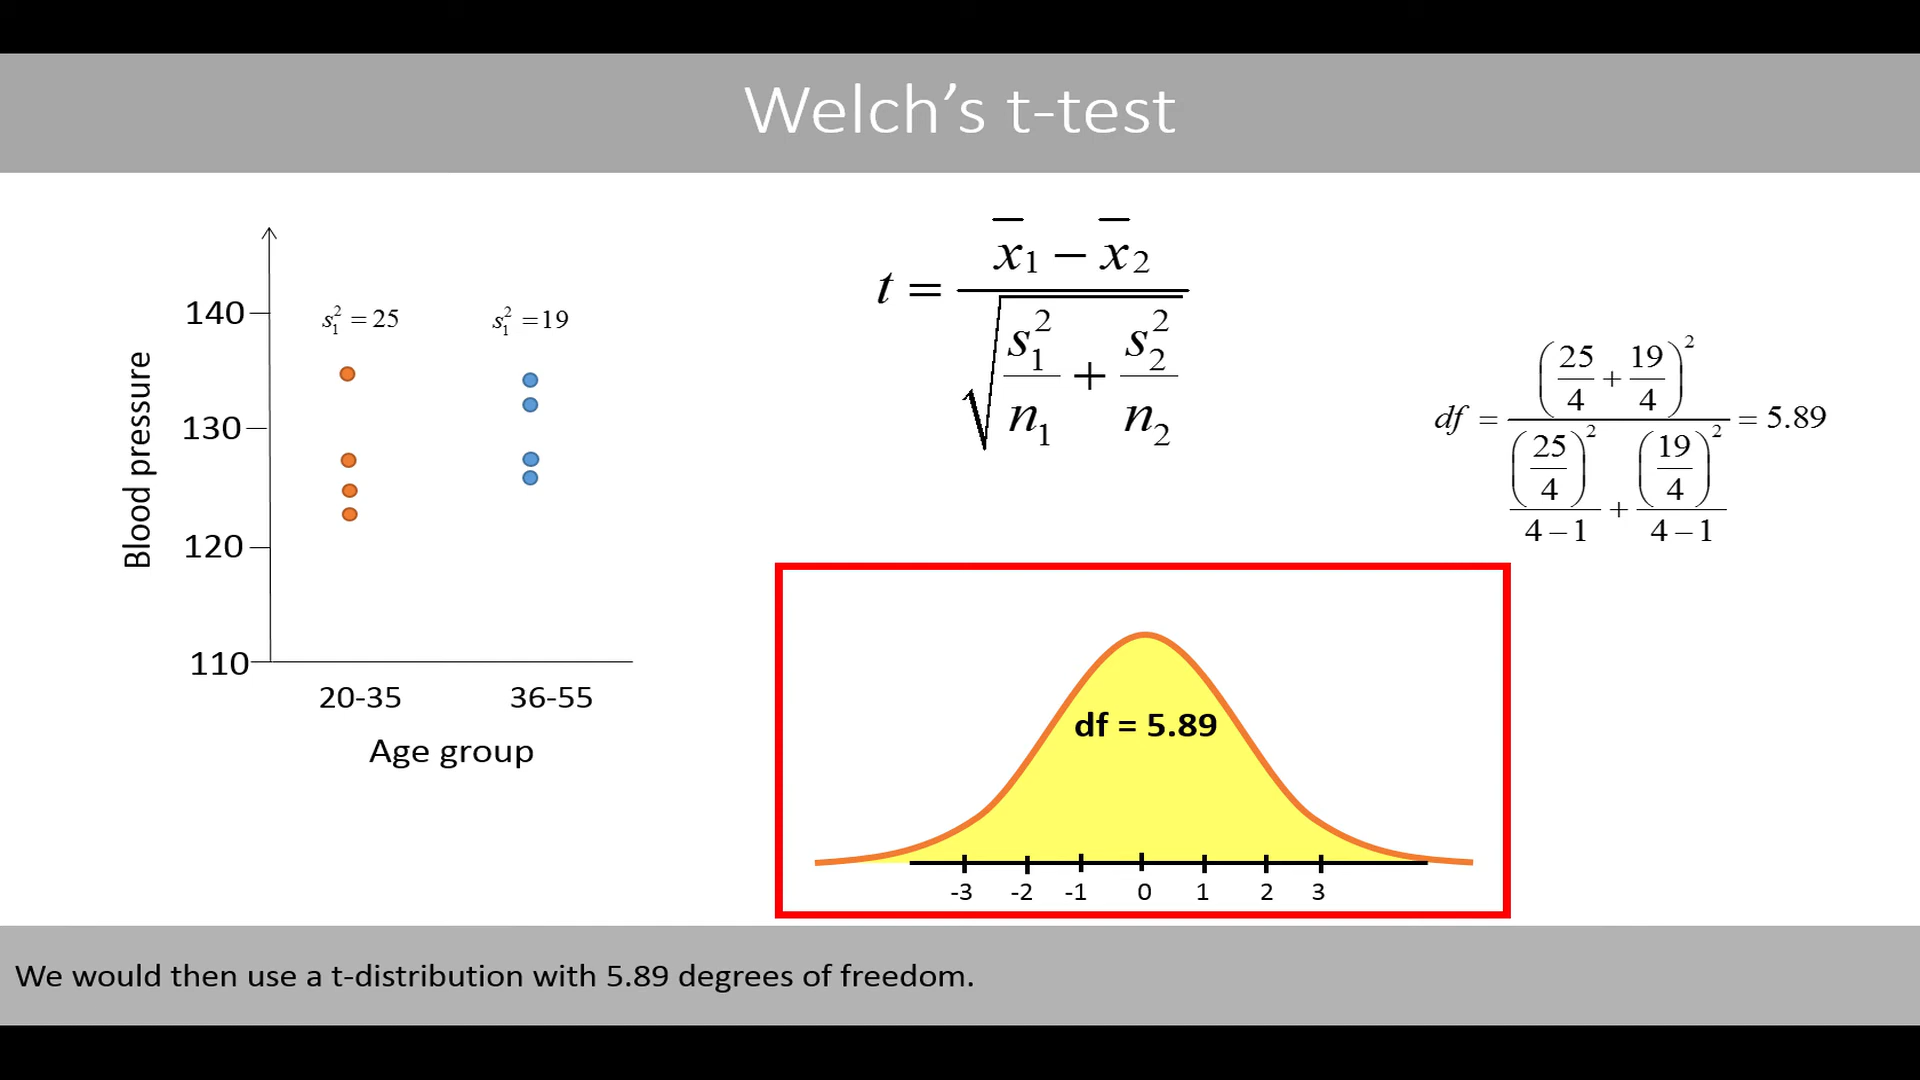 Welch’s t-test
140
130
120
110
Blood pressure
s₁² = 25
s₁² = 19
20-35
36-55
Age group
t = (x̄₁ − x̄₂) / √(s₁²/n₁ + s₂²/n₂)
df = (25/4 + 19/4)² / ((25/4)²/(4−1) + (19/4)²/(4−1)) = 5.89
df = 5.89
-3 -2 -1 0 1 2 3
We would then use a t-distribution with 5.89 degrees of freedom.